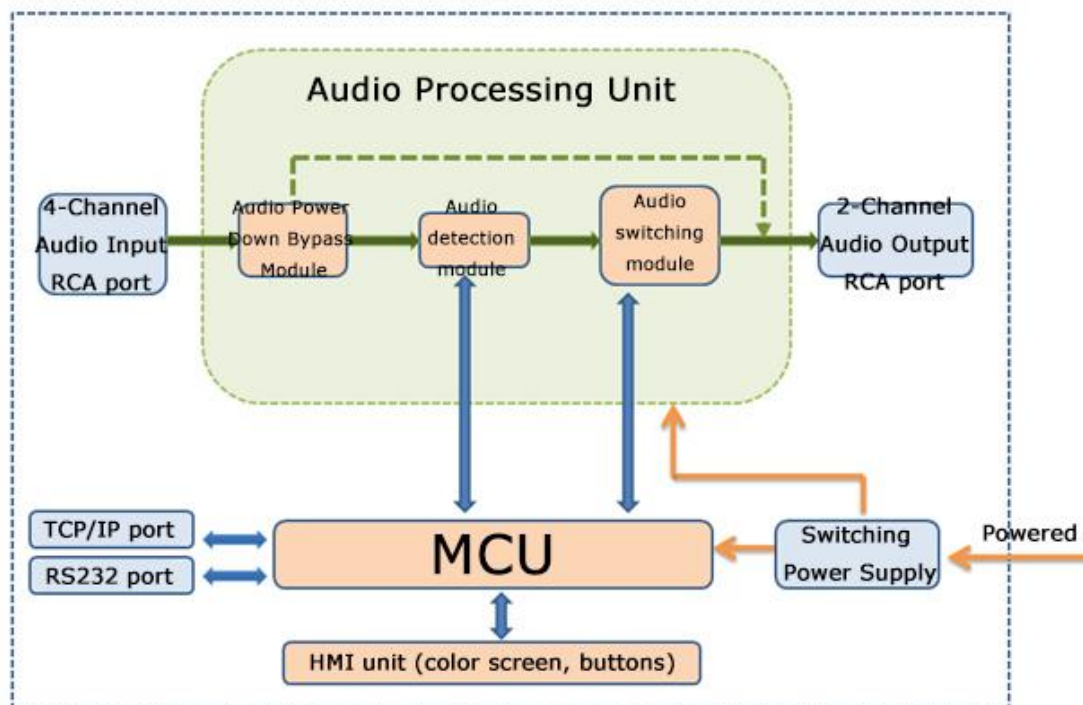 Audio Processing Unit
4-Channel
Audio Input
RCA port
Audio Power
Down Bypass
Module
Audio
detection
module
Audio
switching
module
2-Channel
Audio Output
RCA port
TCP/IP port
RS232 port
MCU
Switching
Power Supply
Powered
HMI unit (color screen, buttons)